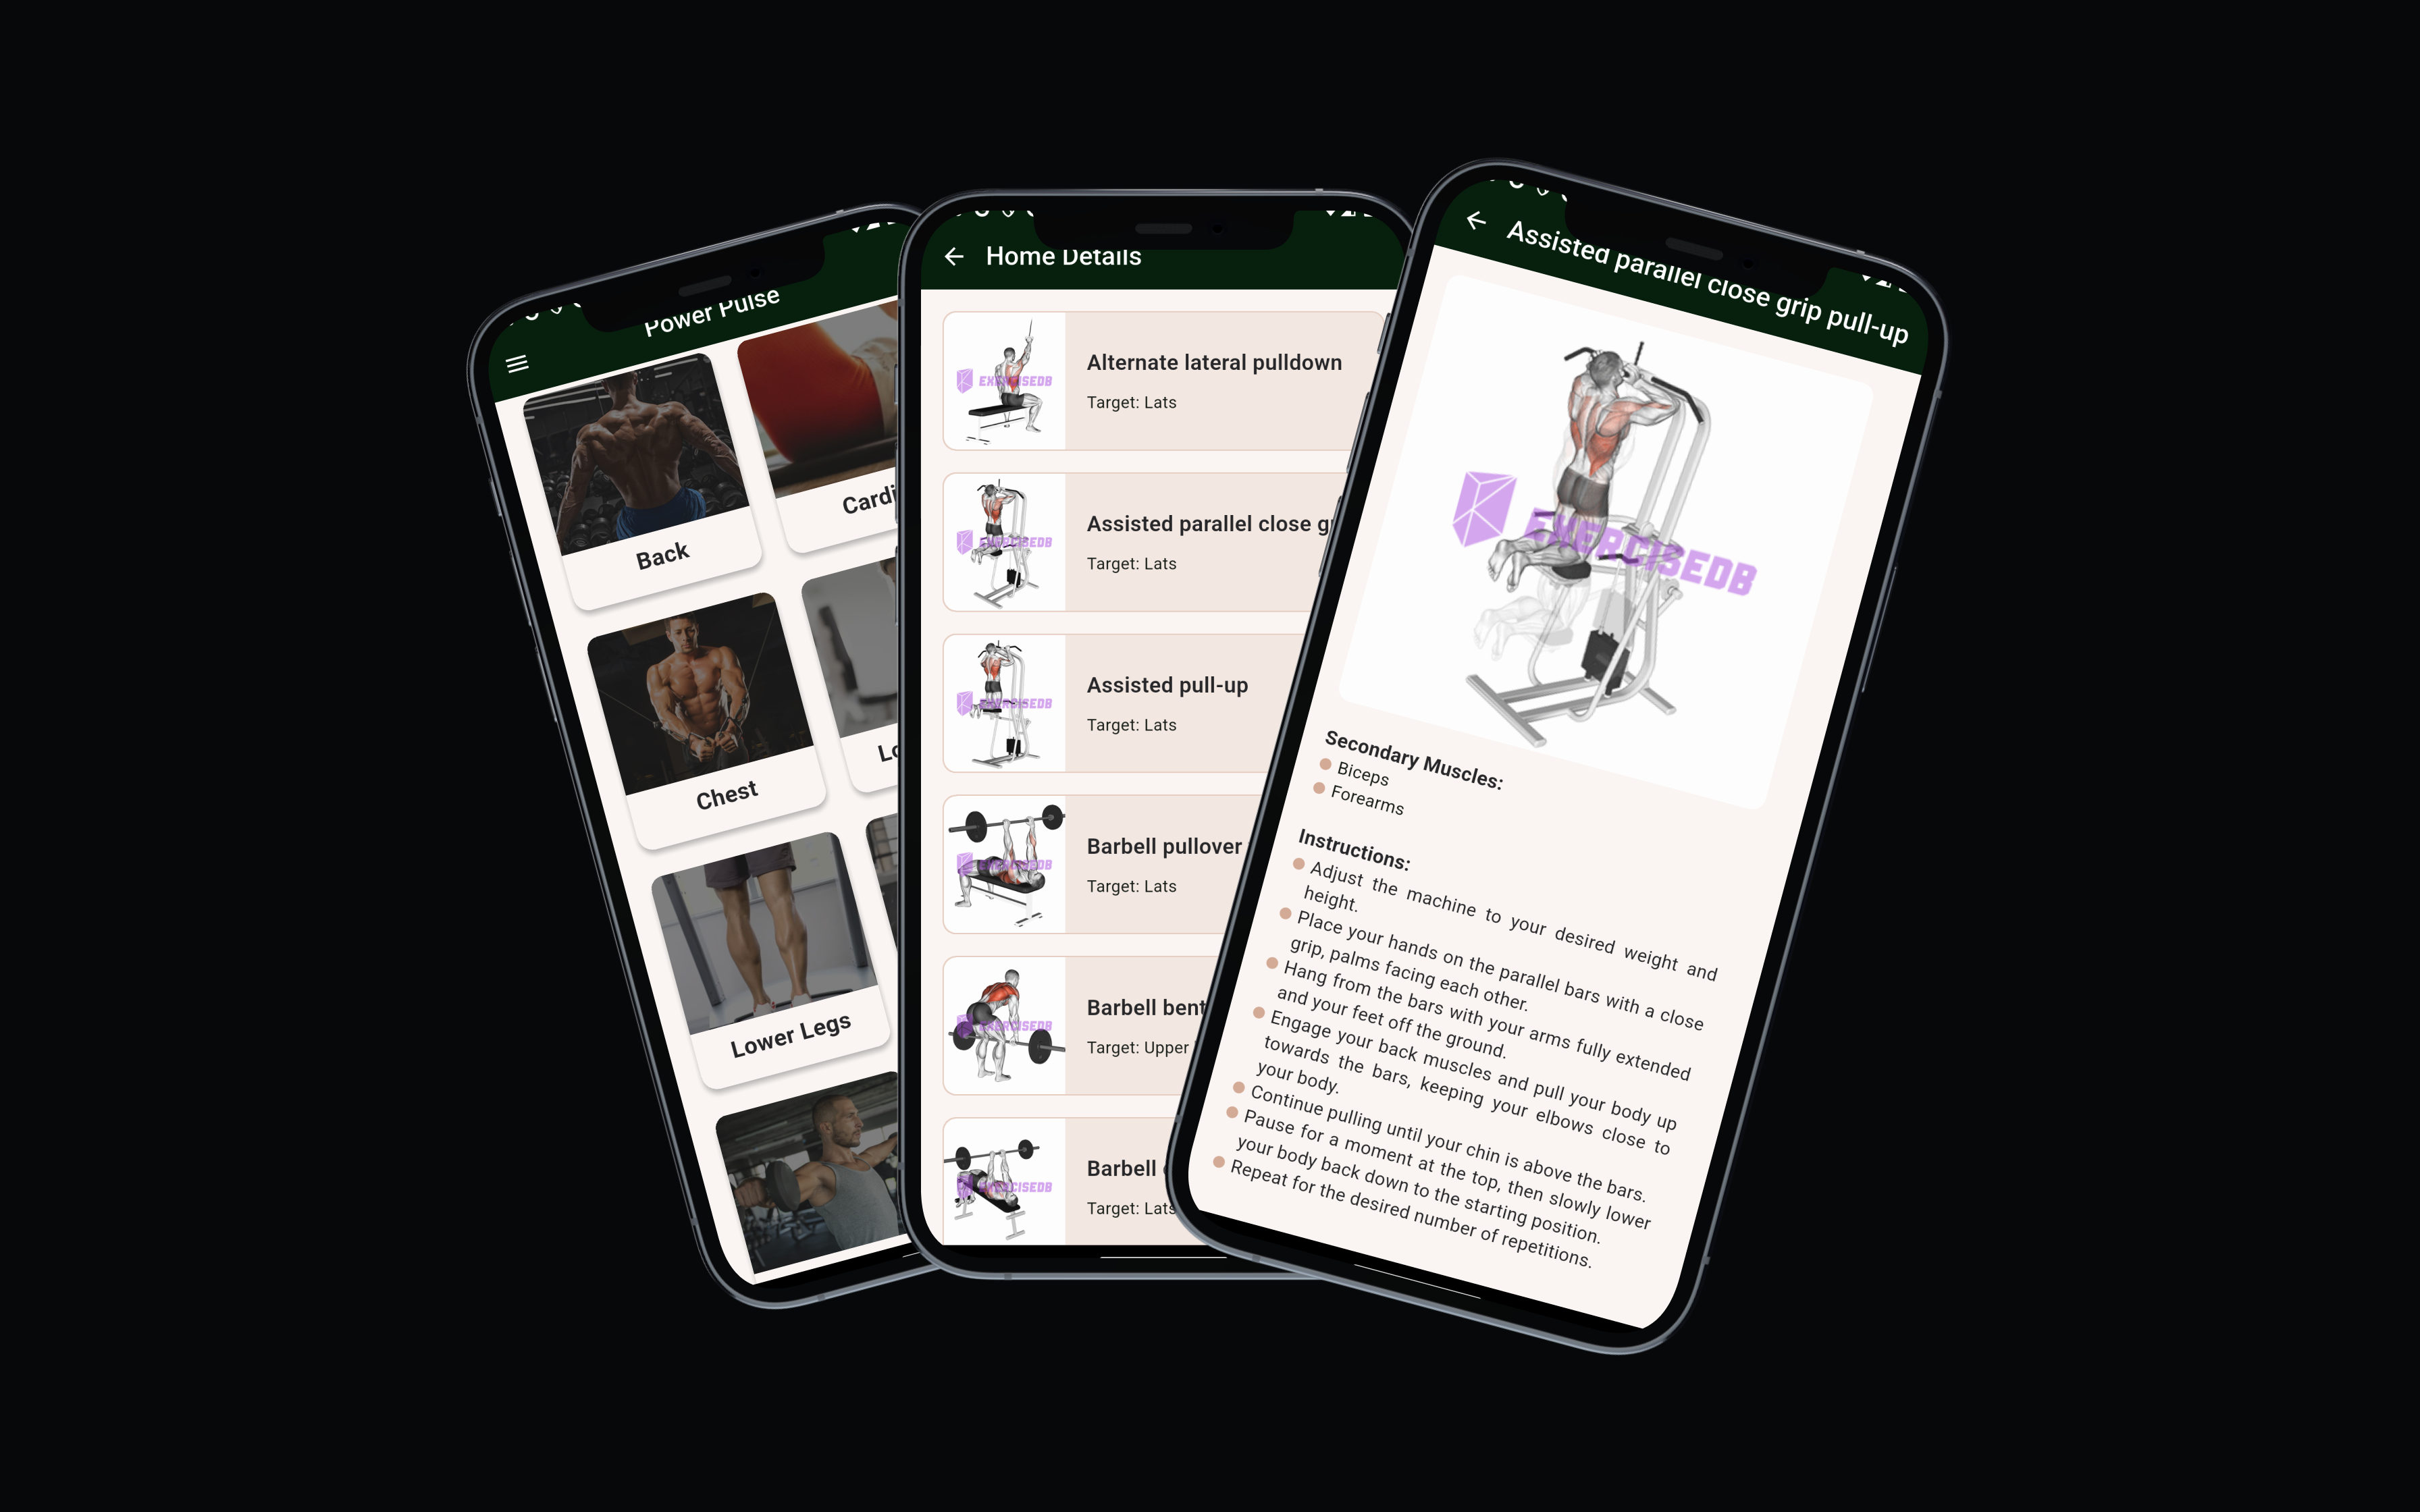 Power Pulse
Back
Chest
Lower Legs
Home Details
EXERCISEDB
Alternate lateral pulldown
Target: Lats
EXERCISEDB
Assisted parallel close
Target: Lats
EXERCISEDB
Assisted pull-up
Target: Lats
EXERCISEDB
Barbell pullover
Target: Lats
EXERCISEDB
Barbell bent
Target: Upper
EXERCISEDB
Barbell
Target: Lats
Assisted parallel close grip pull-up
EXERCISEDB
Secondary Muscles:
Biceps
Forearms
Instructions:
Adjust the machine to your desired weight and
height.
Place your hands on the parallel bars with a close
grip, palms facing each other.
Hang from the bars with your arms fully extended
and your feet off the ground.
Engage your back muscles and pull your body up
towards the bars, keeping your elbows close to
your body.
Continue pulling until your chin is above the bars.
Pause for a moment at the top, then slowly lower
your body back down to the starting position.
Repeat for the desired number of repetitions.